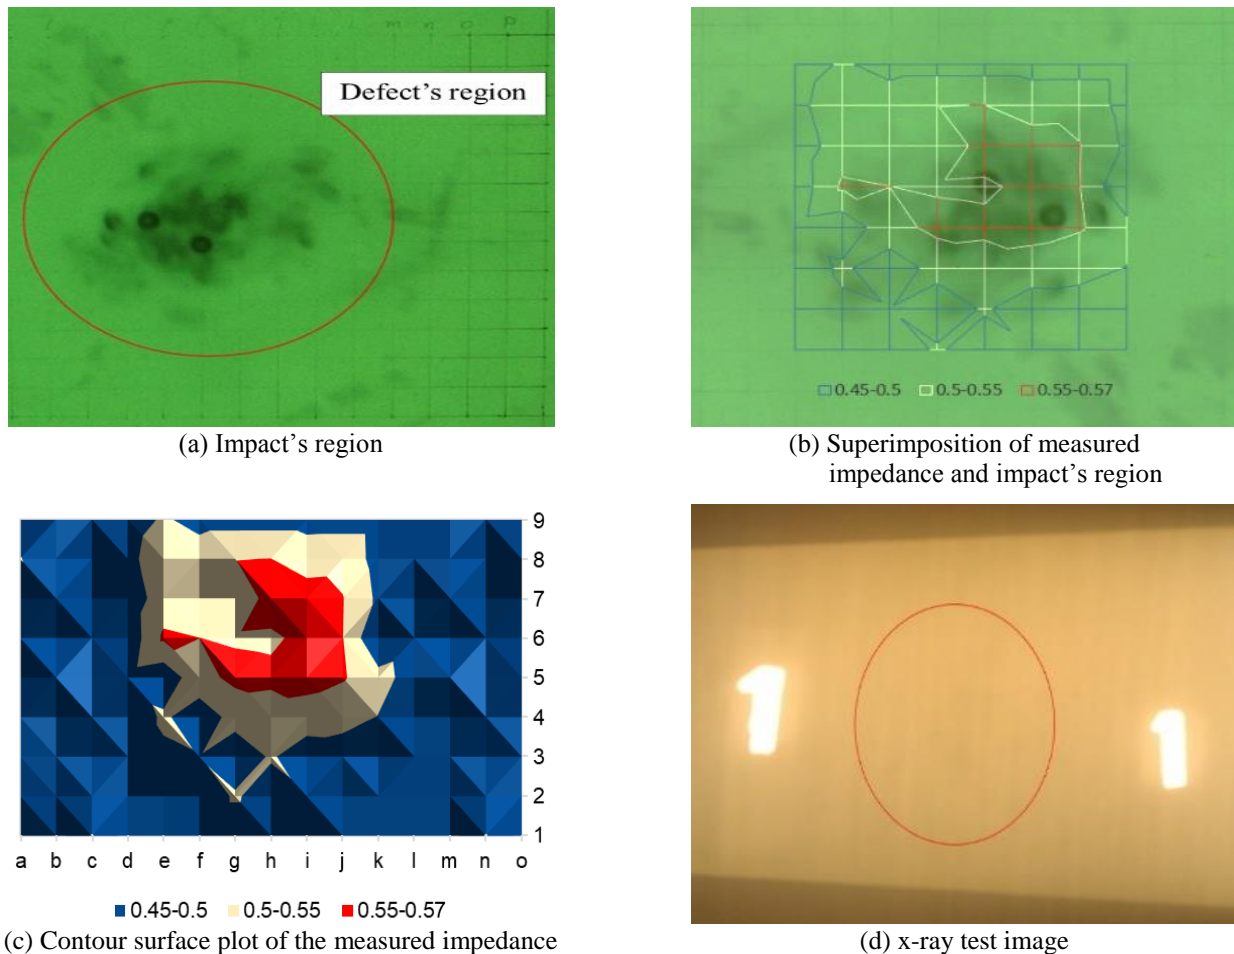 m n o p
Defect's region
(a) Impact's region
0.45-0.5 0.5-0.55 0.55-0.57
(b) Superimposition of measured
impedance and impact's region
9
8
7
6
5
4
3
2
1
a b c d e f g h i j k l m n o
0.45-0.5 0.5-0.55 0.55-0.57
(c) Contour surface plot of the measured impedance
1 1
(d) x-ray test image